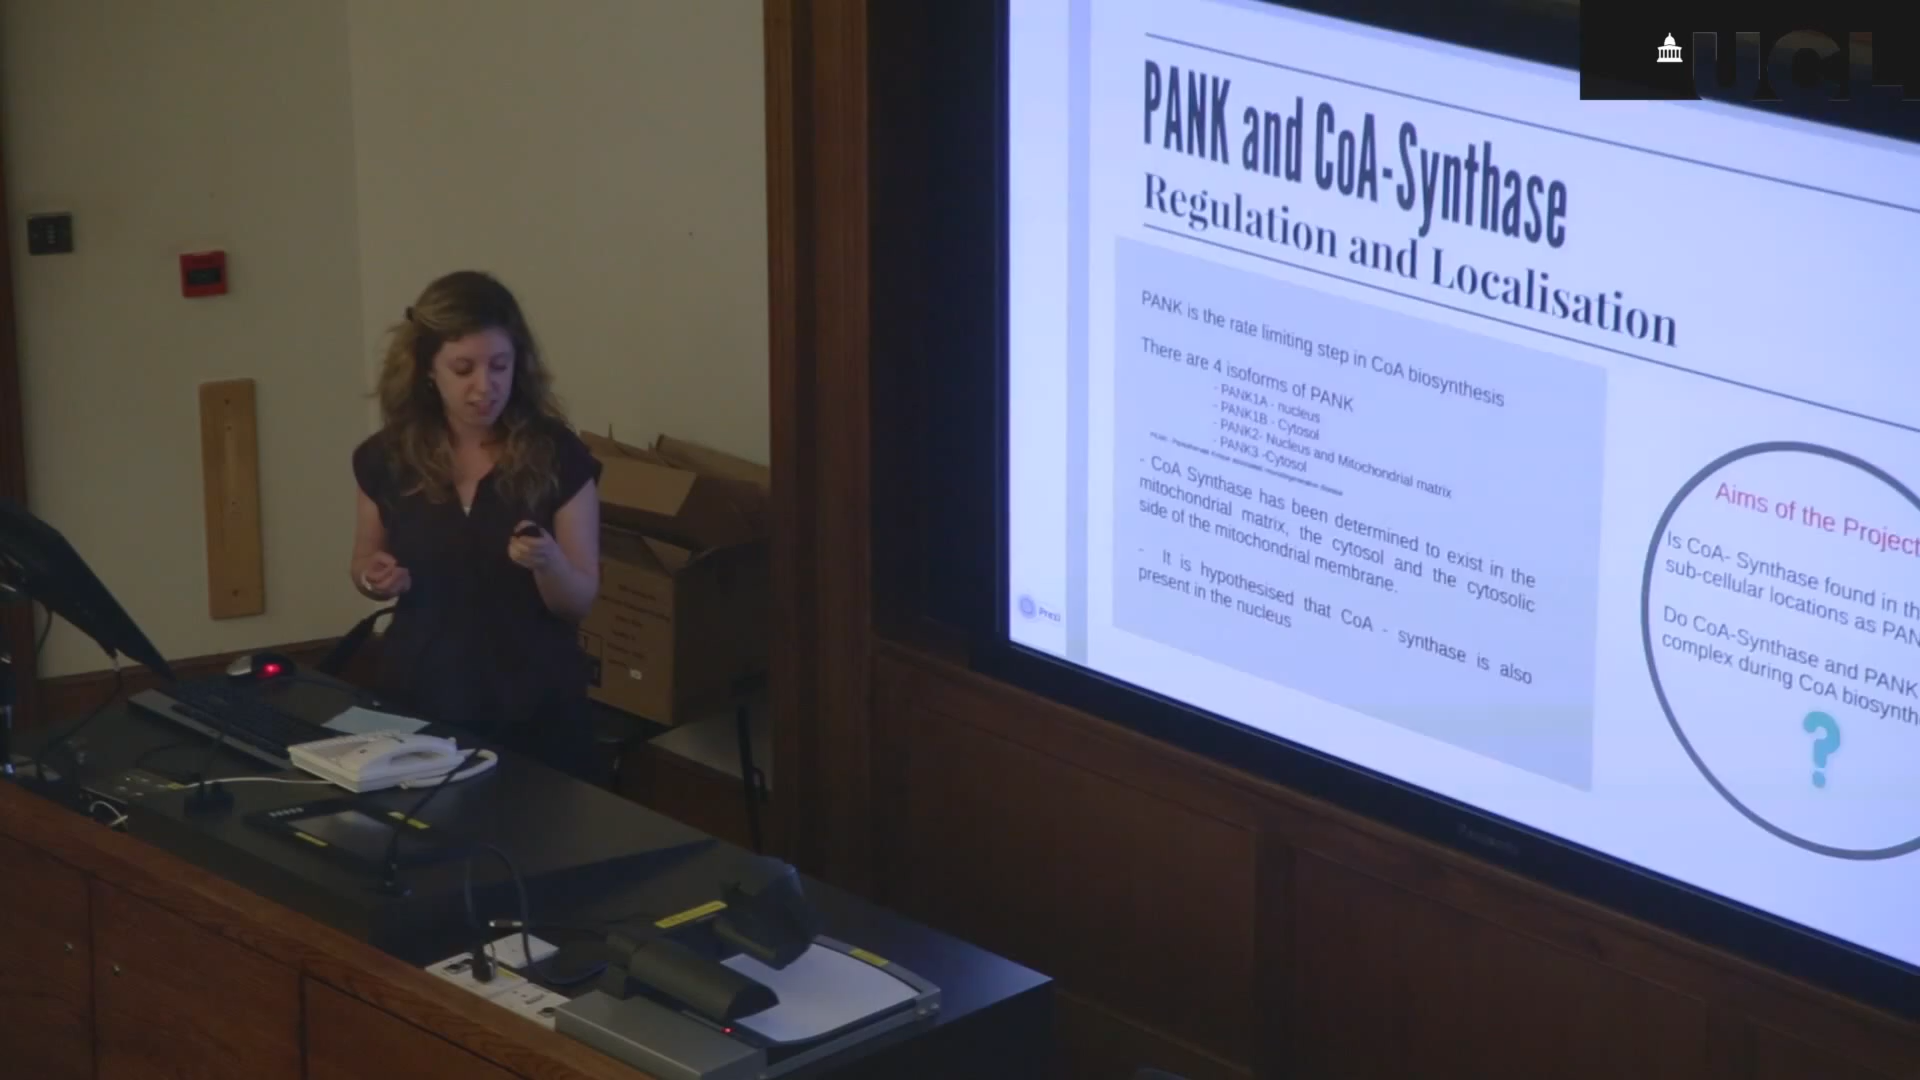 UCL
PANK and CoA-Synthase
Regulation and Localisation
PANK is the rate limiting step in CoA biosynthesis
There are 4 isoforms of PANK
- PANK1A - nucleus
- PANK1B - Cytosol
- PANK2- Nucleus and Mitochondrial matrix
- PANK3 -Cytosol
- CoA Synthase has been determined to exist in the
mitochondrial matrix, the cytosol and the cytosolic
side of the mitochondrial membrane.
- It is hypothesised that CoA - synthase is also
present in the nucleus
Prezi
Aims of the Project
Is CoA- Synthase found in th
sub-cellular locations as PAN
Do CoA-Synthase and PANK
complex during CoA biosynth
?
Panasonic